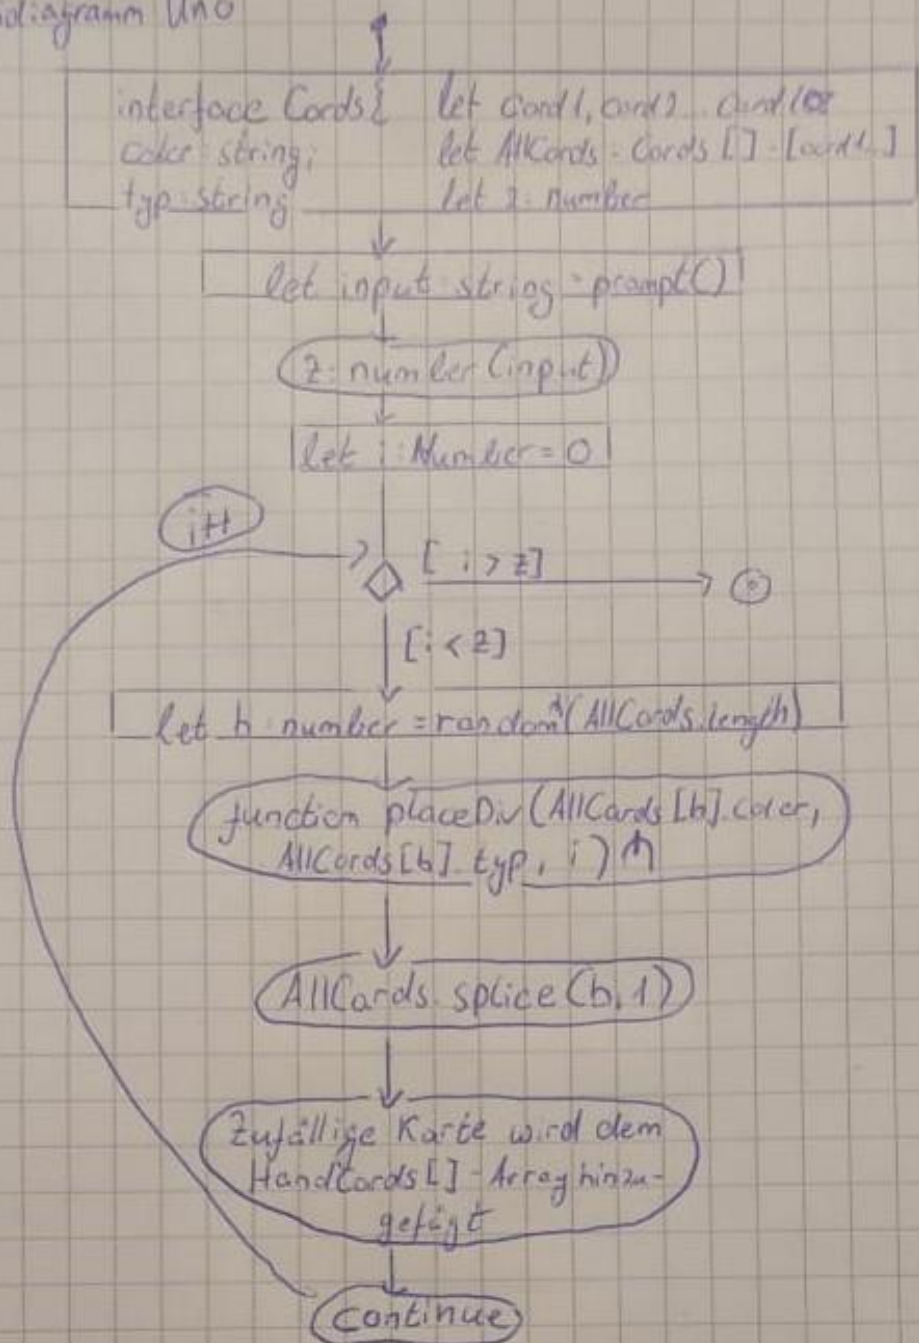 diagramm Uno
interface Cards{ let card1, card2 .. card108
color: string; let AllCards: Cards [] = [card1..]
typ: string let z: number
let input: string = prompt()
z: number (input)
let i: Number = 0
i++
[ i > z]
[i < z]
let b: number = random (AllCards.length)
function placeDiv (AllCards[b].color,
AllCards[b].typ, i)
AllCards. splice (b, 1)
Zufällige Karte wird dem
HandCards[] - Array hinzu-
gefügt
Continue